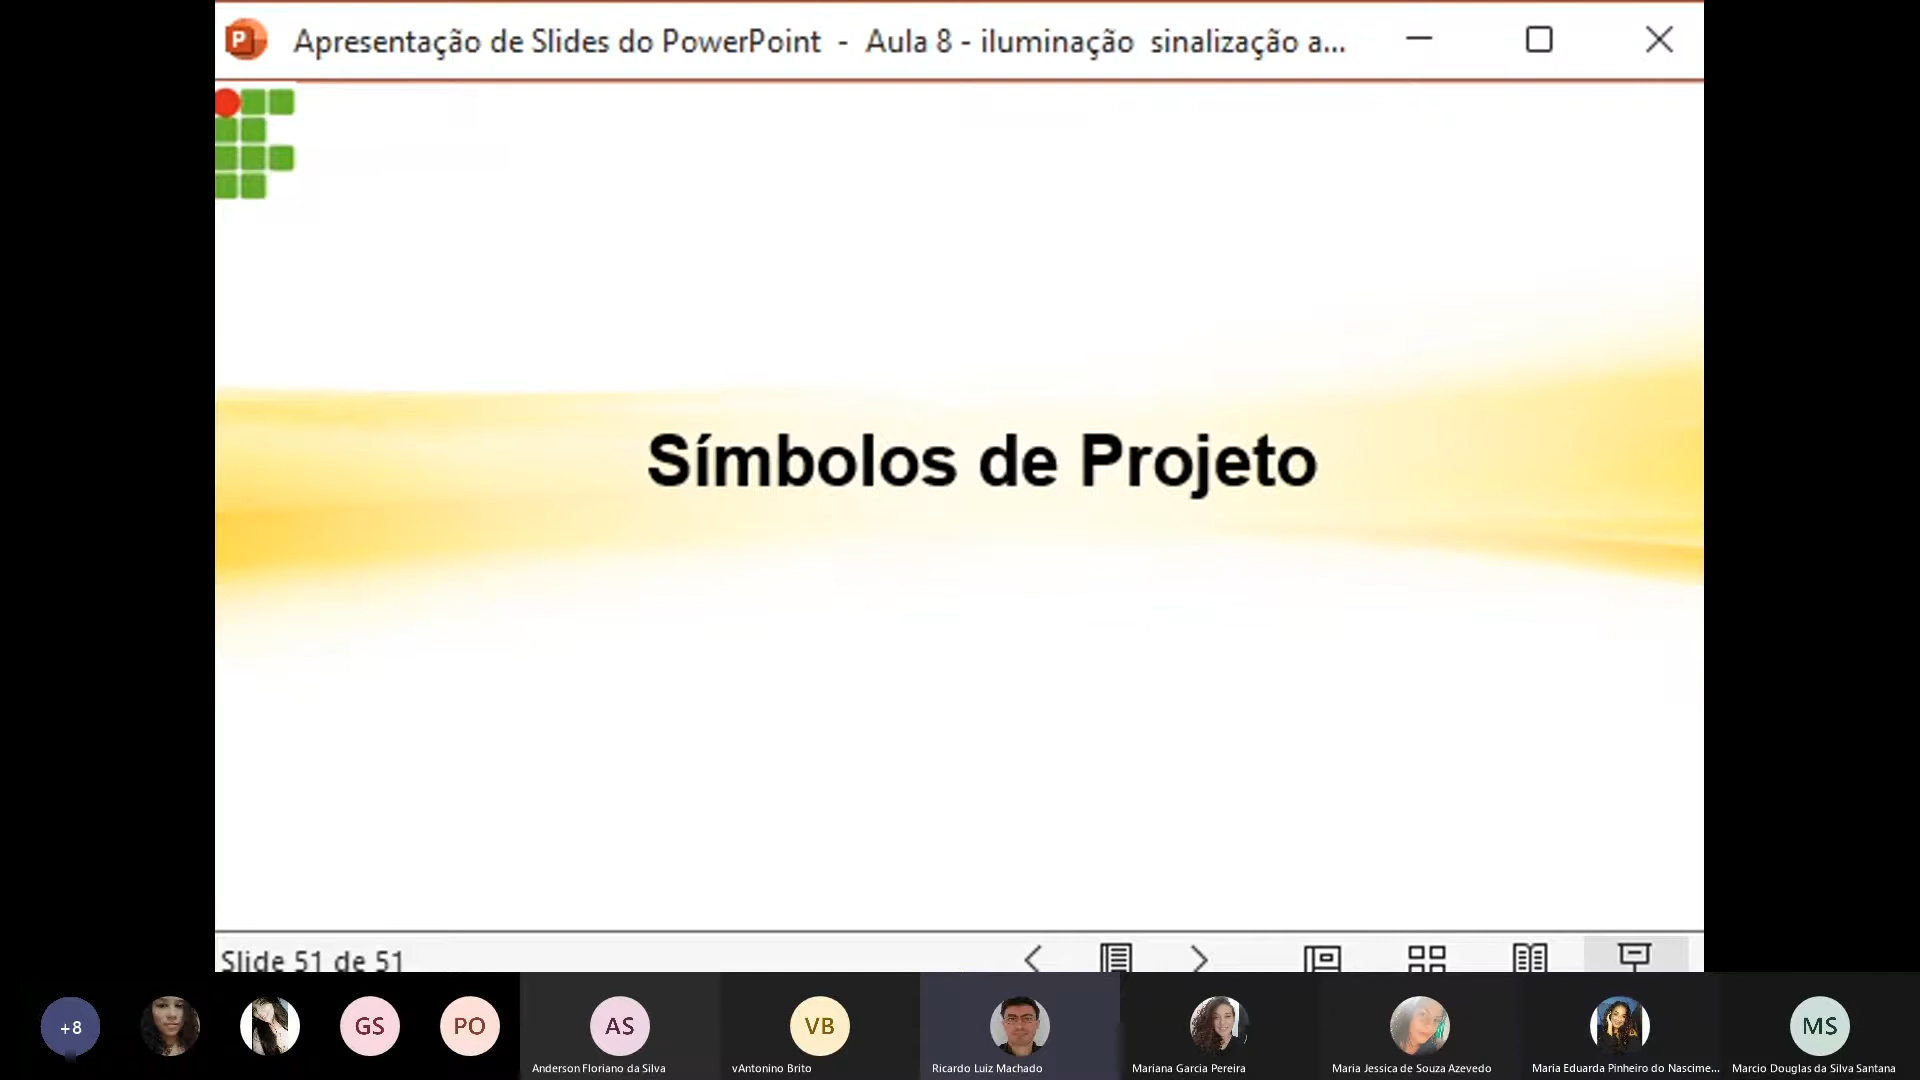 Apresentação de Slides do PowerPoint - Aula 8 - iluminação sinalização a...
Símbolos de Projeto
Slide 51 de 51
+8
GS
PO
AS
VB
MS
Anderson Floriano da Silva
vAntonino Brito
Ricardo Luiz Machado
Mariana Garcia Pereira
Maria Jessica de Souza Azevedo
Maria Eduarda Pinheiro do Nascime...
Marcio Douglas da Silva Santana